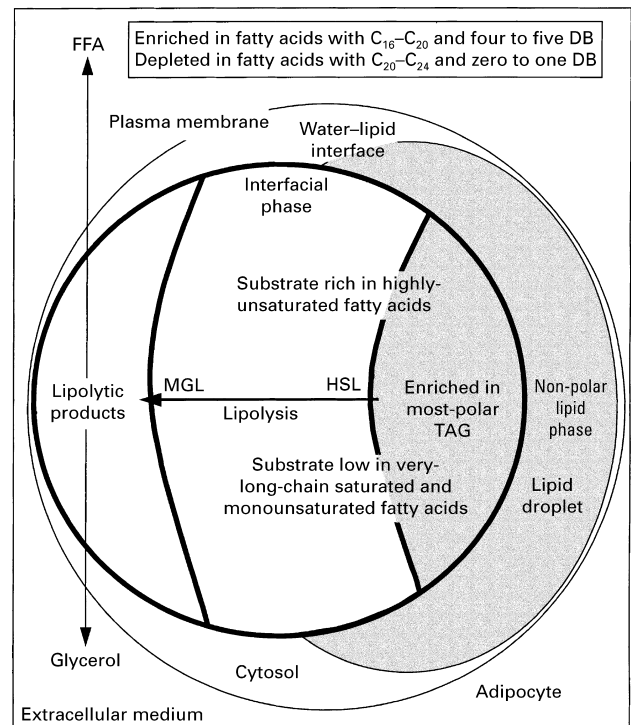 FFA
Enriched in fatty acids with C16–C20 and four to five DB
Depleted in fatty acids with C20–C24 and zero to one DB
Plasma membrane
Water–lipid
interface
Interfacial
phase
Substrate rich in highly-
unsaturated fatty acids
Lipolytic
products
MGL
HSL
Lipolysis
Enriched in
most-polar
TAG
Non-polar
lipid
phase
Substrate low in very-
long-chain saturated and
monounsaturated fatty acids
Lipid
droplet
Glycerol
Cytosol
Adipocyte
Extracellular medium